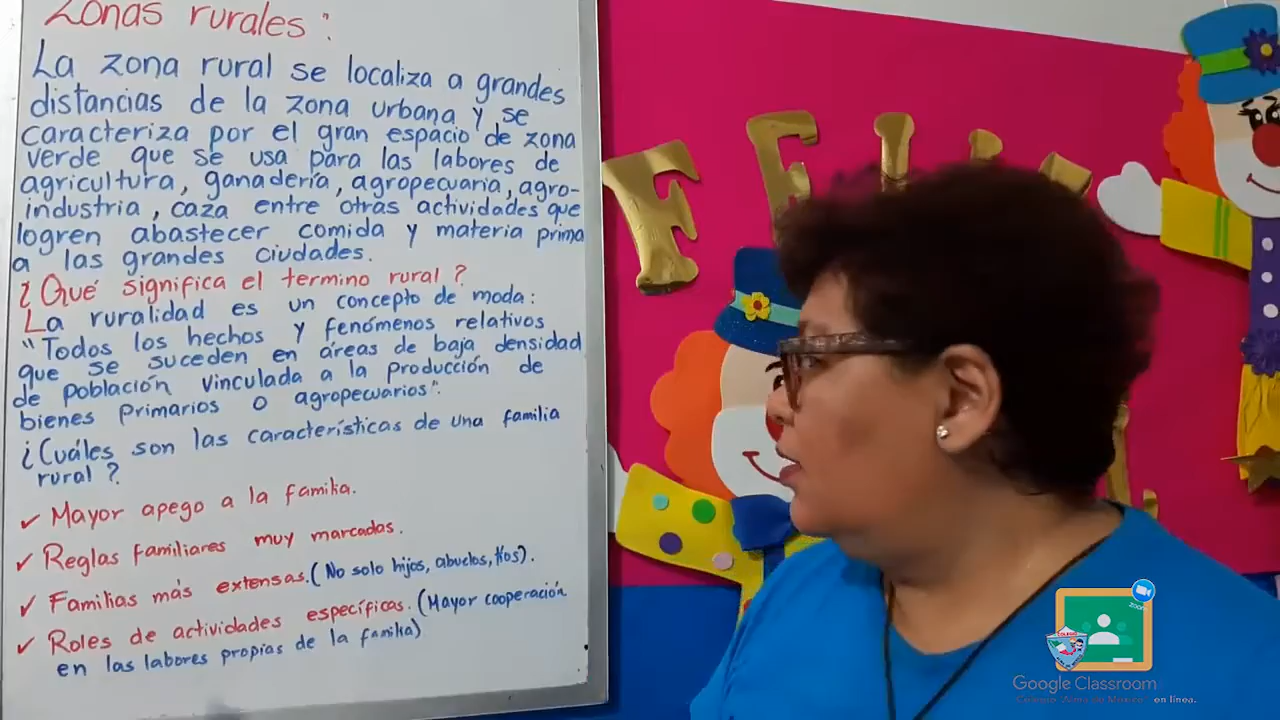 Zonas rurales:
La zona rural se localiza a grandes
distancias de la zona urbana y se
caracteriza por el gran espacio de zona
verde que se usa para las labores de
agricultura, ganadería, agropecuaria, agro-
industria, caza entre otras actividades que
logren abastecer comida y materia prima
a las grandes ciudades.
¿Qué significa el termino rural?
La ruralidad es un concepto de moda:
"Todos los hechos y fenómenos relativos
que se suceden en áreas de baja densidad
de población vinculada a la producción de
bienes primarios o agropecuarios".
¿Cuáles son las características de una familia
rural?
✓ Mayor apego a la familia.
✓ Reglas familiares muy marcadas.
✓ Familias más extensas. (No solo hijos, abuelos, tíos).
✓ Roles de actividades específicas. (Mayor cooperación
en las labores propias de la familia)
FEL
zoom
COLEGIO
Google Classroom
en línea.